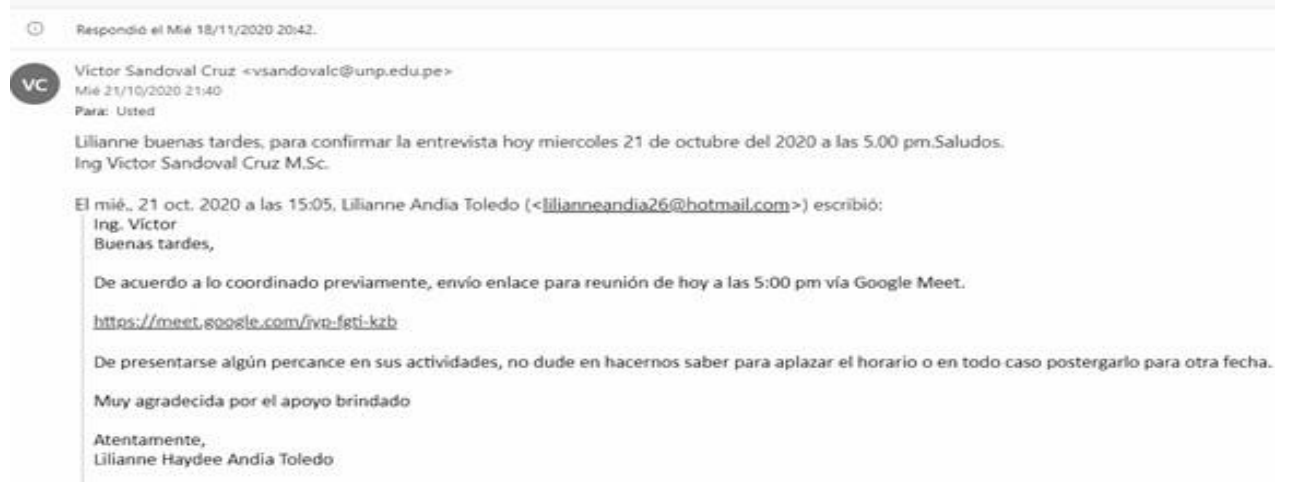 Respondió el Mié 18/11/2020 20:42.
VC
Victor Sandoval Cruz <vsandovalc@unp.edu.pe>
Mié 21/10/2020 21:40
Para: Usted
Lilianne buenas tardes, para confirmar la entrevista hoy miercoles 21 de octubre del 2020 a las 5.00 pm.Saludos.
Ing Victor Sandoval Cruz M.Sc.
El mié., 21 oct. 2020 a las 15:05, Lilianne Andia Toledo (<lilianneandia26@hotmail.com>) escribió:
Ing. Víctor
Buenas tardes,
De acuerdo a lo coordinado previamente, envío enlace para reunión de hoy a las 5:00 pm vía Google Meet.
https://meet.google.com/jyp-fgti-kzb
De presentarse algún percance en sus actividades, no dude en hacernos saber para aplazar el horario o en todo caso postergarlo para otra fecha.
Muy agradecida por el apoyo brindado
Atentamente,
Lilianne Haydee Andia Toledo